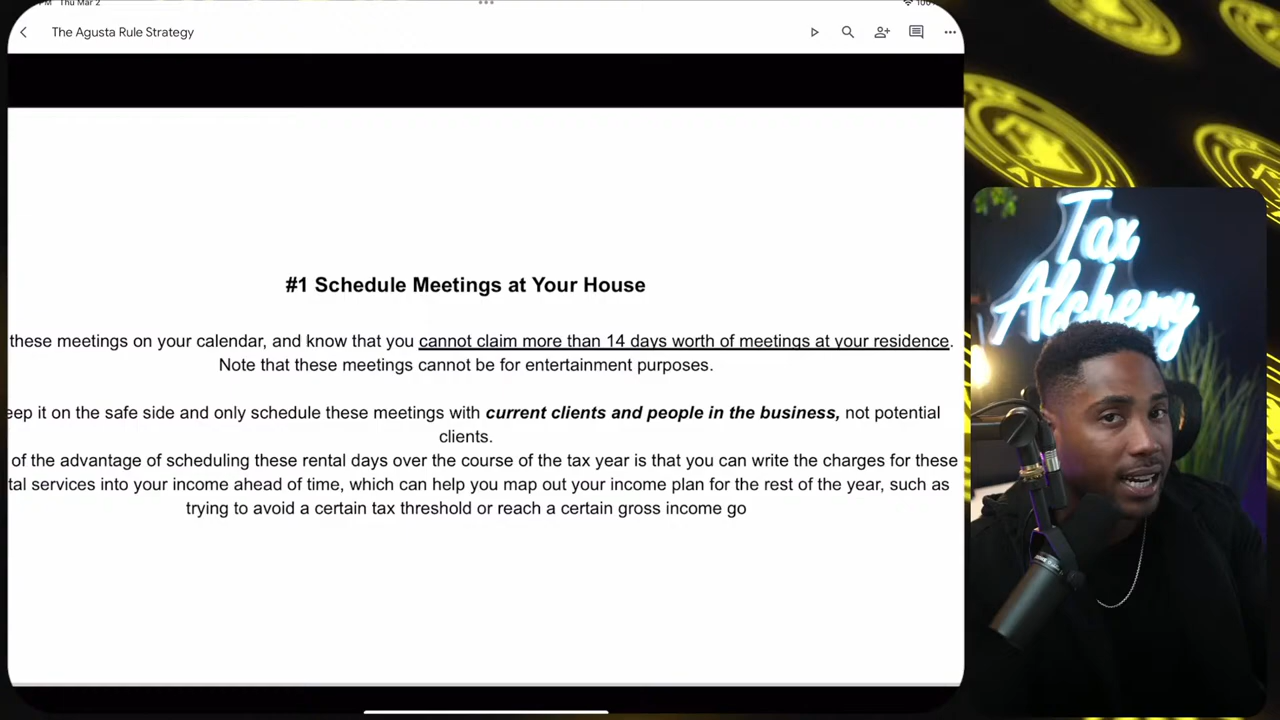 Thu Mar 2
100
The Agusta Rule Strategy
#1 Schedule Meetings at Your House
these meetings on your calendar, and know that you cannot claim more than 14 days worth of meetings at your residence.
Note that these meetings cannot be for entertainment purposes.
eep it on the safe side and only schedule these meetings with current clients and people in the business, not potential
clients.
of the advantage of scheduling these rental days over the course of the tax year is that you can write the charges for these
tal services into your income ahead of time, which can help you map out your income plan for the rest of the year, such as
trying to avoid a certain tax threshold or reach a certain gross income go
Tax
Alchemy